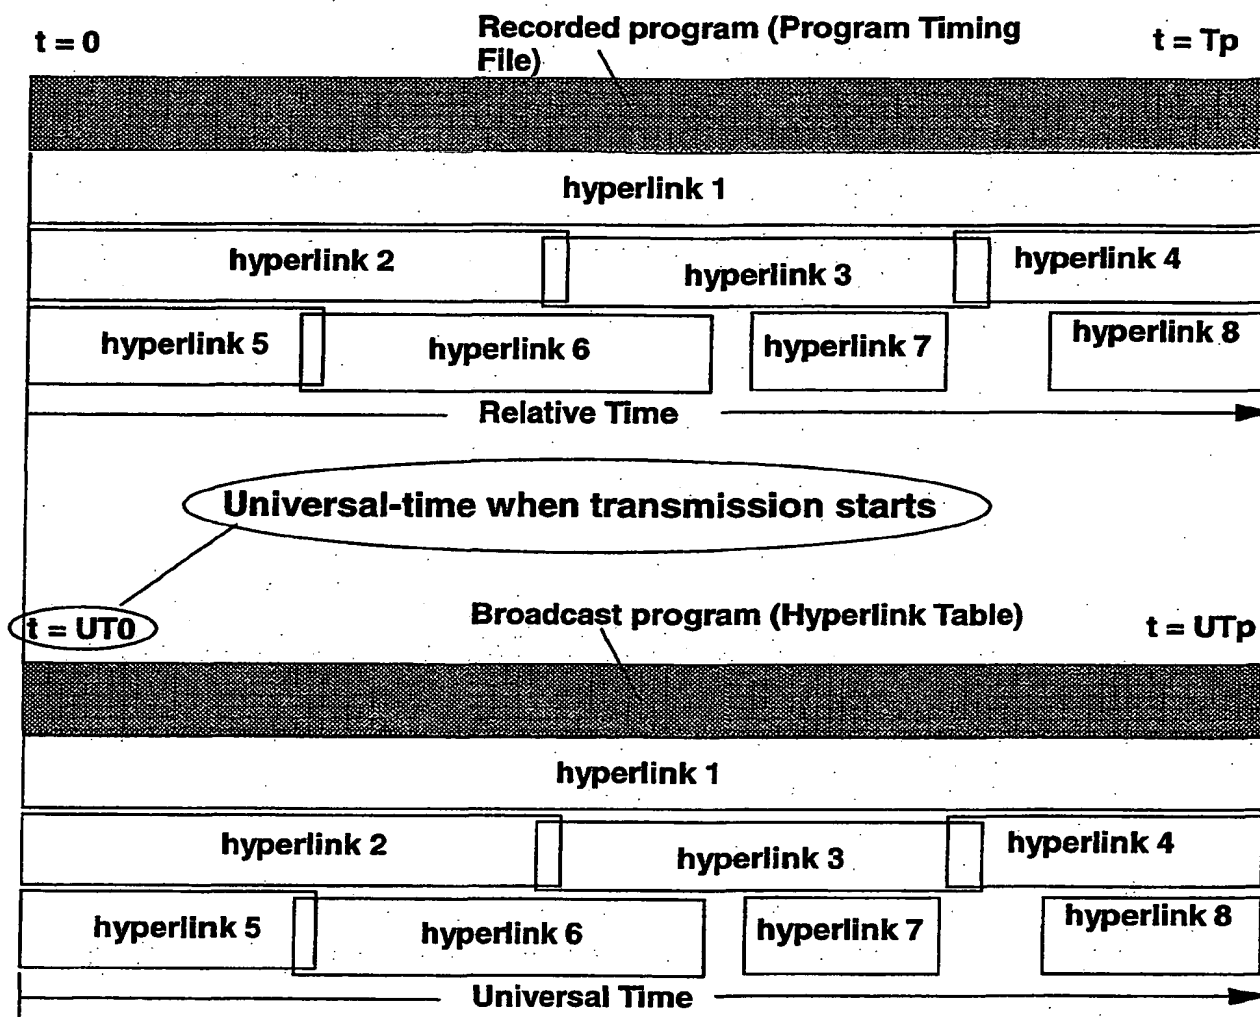 t = 0
Recorded program (Program Timing
File)
t = Tp
hyperlink 1
hyperlink 2
hyperlink 3
hyperlink 4
hyperlink 5
hyperlink 6
hyperlink 7
hyperlink 8
Relative Time
Universal-time when transmission starts
t = UT0
Broadcast program (Hyperlink Table)
t = UTp
hyperlink 1
hyperlink 2
hyperlink 3
hyperlink 4
hyperlink 5
hyperlink 6
hyperlink 7
hyperlink 8
Universal Time